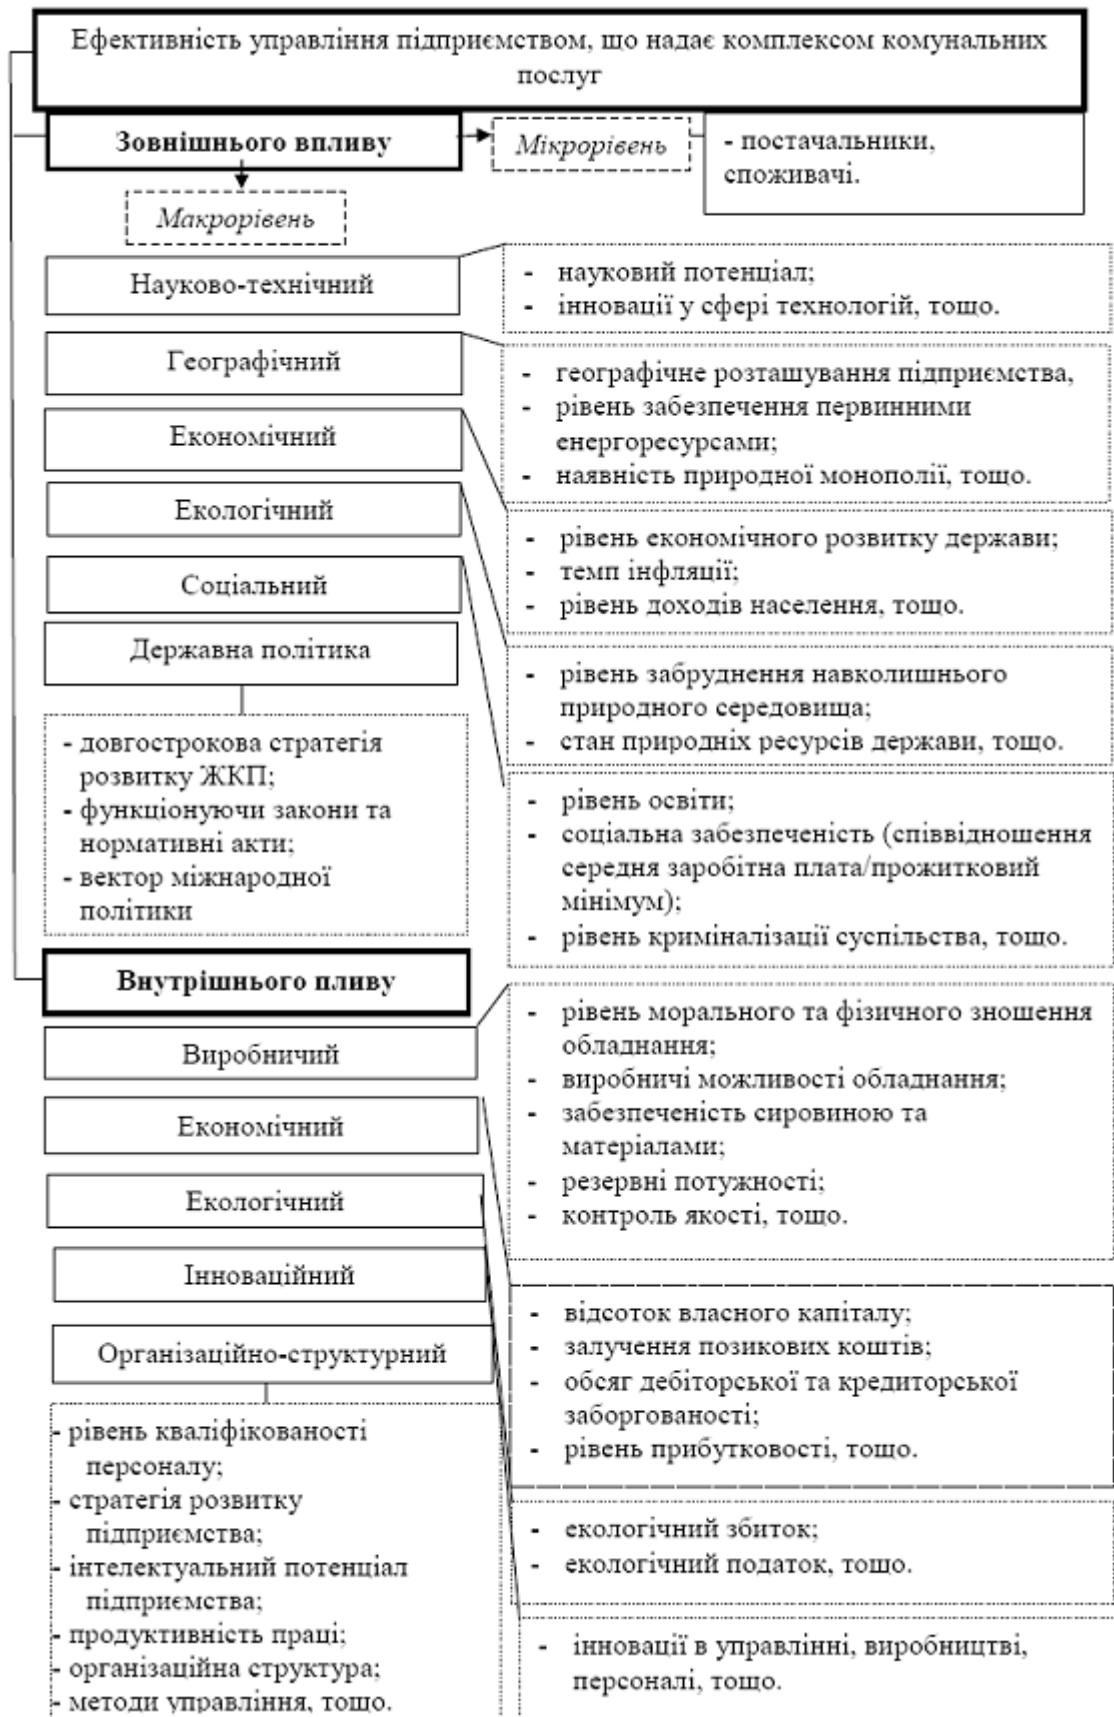 Ефективність управління підприємством, що надає комплексом комунальних
послуг
Зовнішнього впливу
Мікрорівень
- постачальники,
споживачі.
Макрорівень
Науково-технічний
- науковий потенціал;
- інновації у сфері технологій, тощо.
Географічний
- географічне розташування підприємства,
- рівень забезпечення первинними
енергоресурсами;
- наявність природної монополії, тощо.
Економічний
Екологічний
- рівень економічного розвитку держави;
- темп інфляції;
- рівень доходів населення, тощо.
Соціальний
Державна політика
- рівень забруднення навколишнього
природного середовища;
- стан природніх ресурсів держави, тощо.
- довгострокова стратегія
розвитку ЖКП;
- функціонуючи закони та
нормативні акти;
- вектор міжнародної
політики
- рівень освіти;
- соціальна забезпеченість (співвідношення
середня заробітна плата/прожитковий
мінімум);
- рівень криміналізації суспільства, тощо.
Внутрішнього пливу
Виробничий
- рівень морального та фізичного зношення
обладнання;
- виробничі можливості обладнання;
- забезпеченість сировиною та
матеріалами;
- резервні потужності;
- контроль якості, тощо.
Економічний
Екологічний
Інноваційний
Організаційно-структурний
- відсоток власного капіталу;
- залучення позикових коштів;
- обсяг дебіторської та кредиторської
заборгованості;
- рівень прибутковості, тощо.
- рівень кваліфікованості
персоналу;
- стратегія розвитку
підприємства;
- інтелектуальний потенціал
підприємства;
- продуктивність праці;
- організаційна структура;
- методи управління, тощо.
- екологічний збиток;
- екологічний податок, тощо.
- інновації в управлінні, виробництві,
персоналі, тощо.